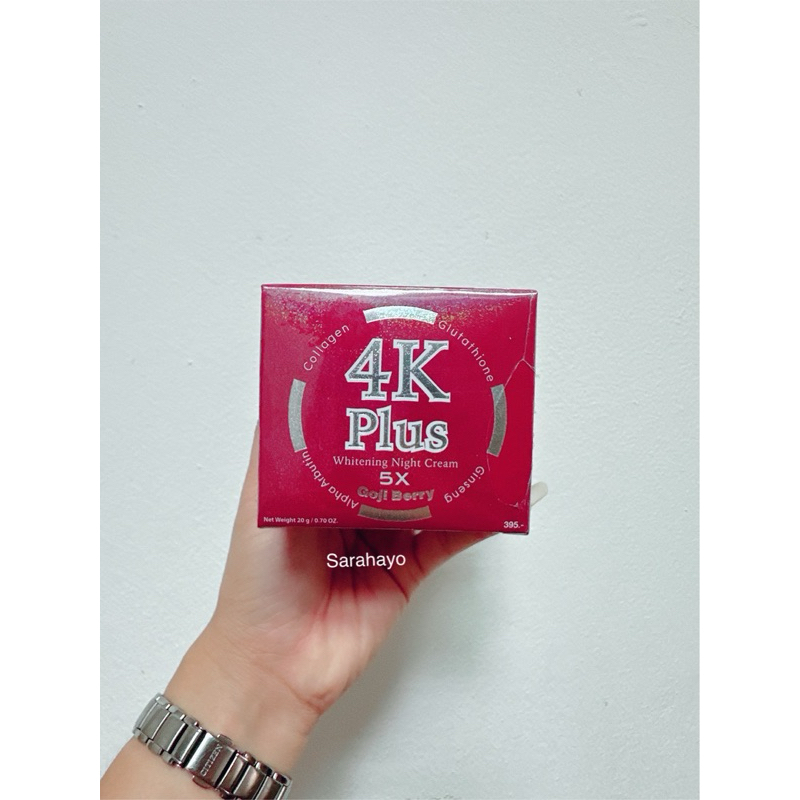 Collagen
Glutathione
4K
Plus
Whitening Night Cream
5X
Goji Berry
Alpha Arbutin
Ginseng
Net Weight 20 g / 0.70 OZ.
395.-
Sarahayo
CITIZEN